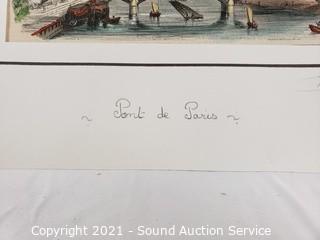 ~ Pont de Paris ~
Copyright 2021 - Sound Auction Service